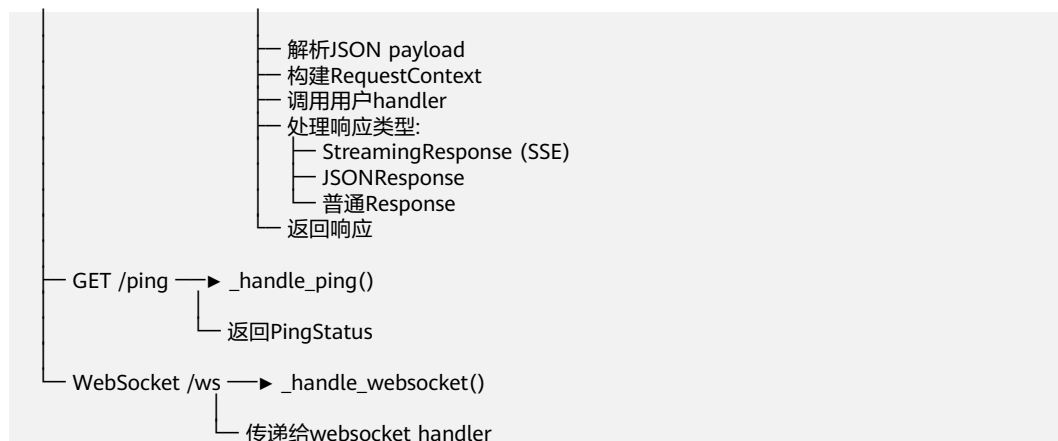 解析JSON payload
构建RequestContext
调用用户handler
处理响应类型:
StreamingResponse (SSE)
JSONResponse
普通Response
返回响应
GET /ping ──► _handle_ping()
返回PingStatus
WebSocket /ws ──► _handle_websocket()
传递给websocket handler